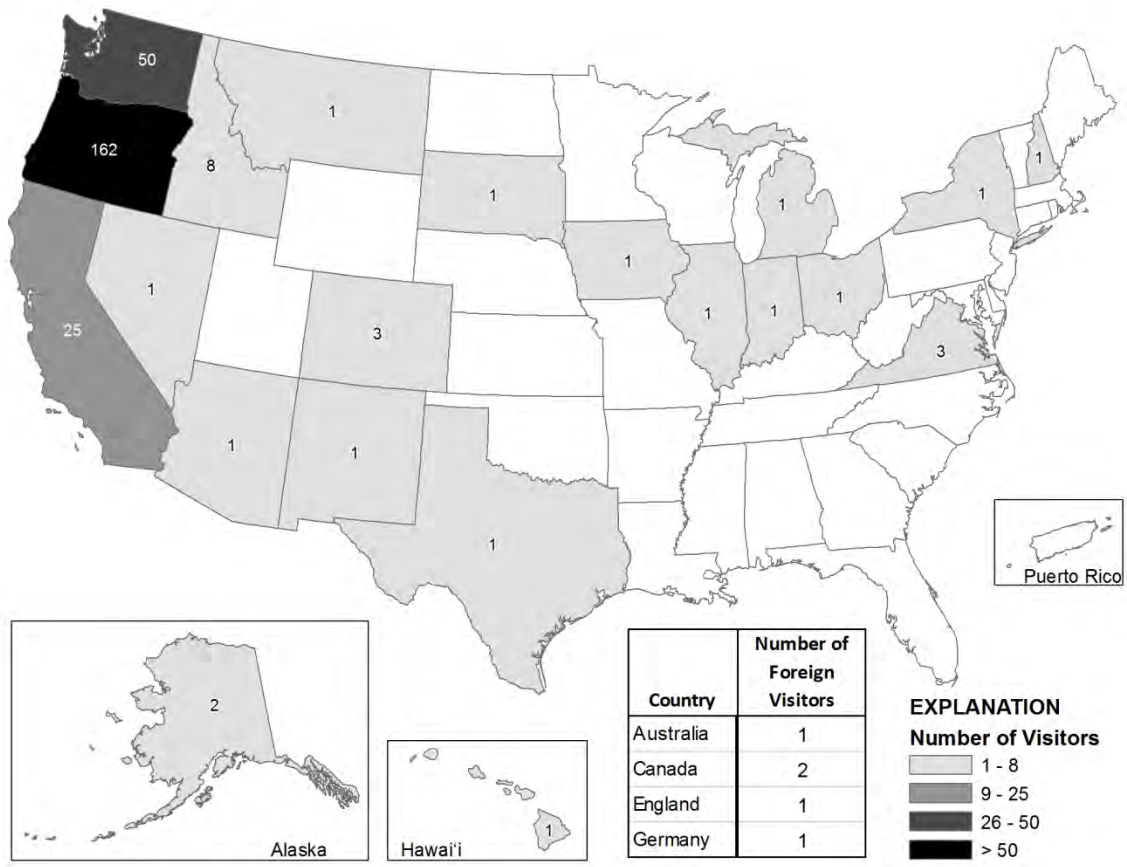 50
1
162
8
1
1
1
1
1
25
1
3
1
1
1
3
1
1
1
Puerto Rico
2
Alaska
1
Hawai‘i
Country Number of Foreign Visitors
Australia 1
Canada 2
England 1
Germany 1
EXPLANATION
Number of Visitors
1 - 8
9 - 25
26 - 50
> 50